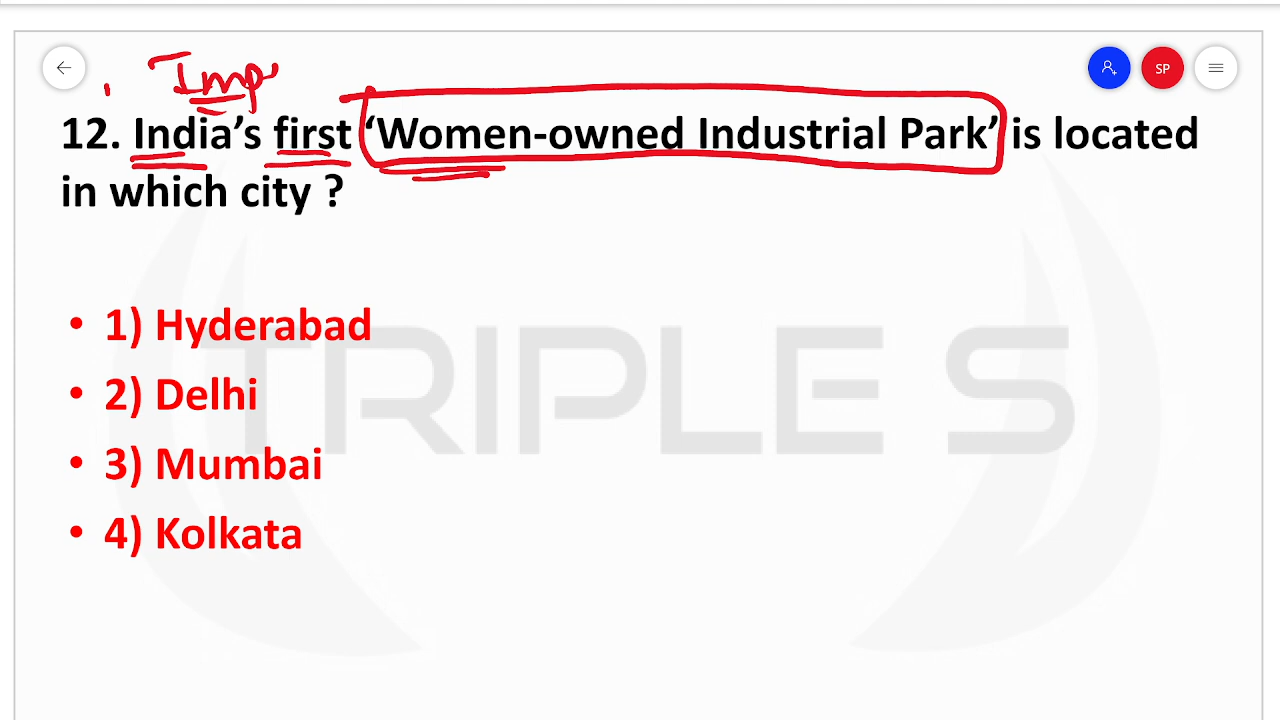 Imp
SP
12. India’s first ‘Women-owned Industrial Park’ is located
in which city ?
• 1) Hyderabad
• 2) Delhi
• 3) Mumbai
• 4) Kolkata
TRIPLE S